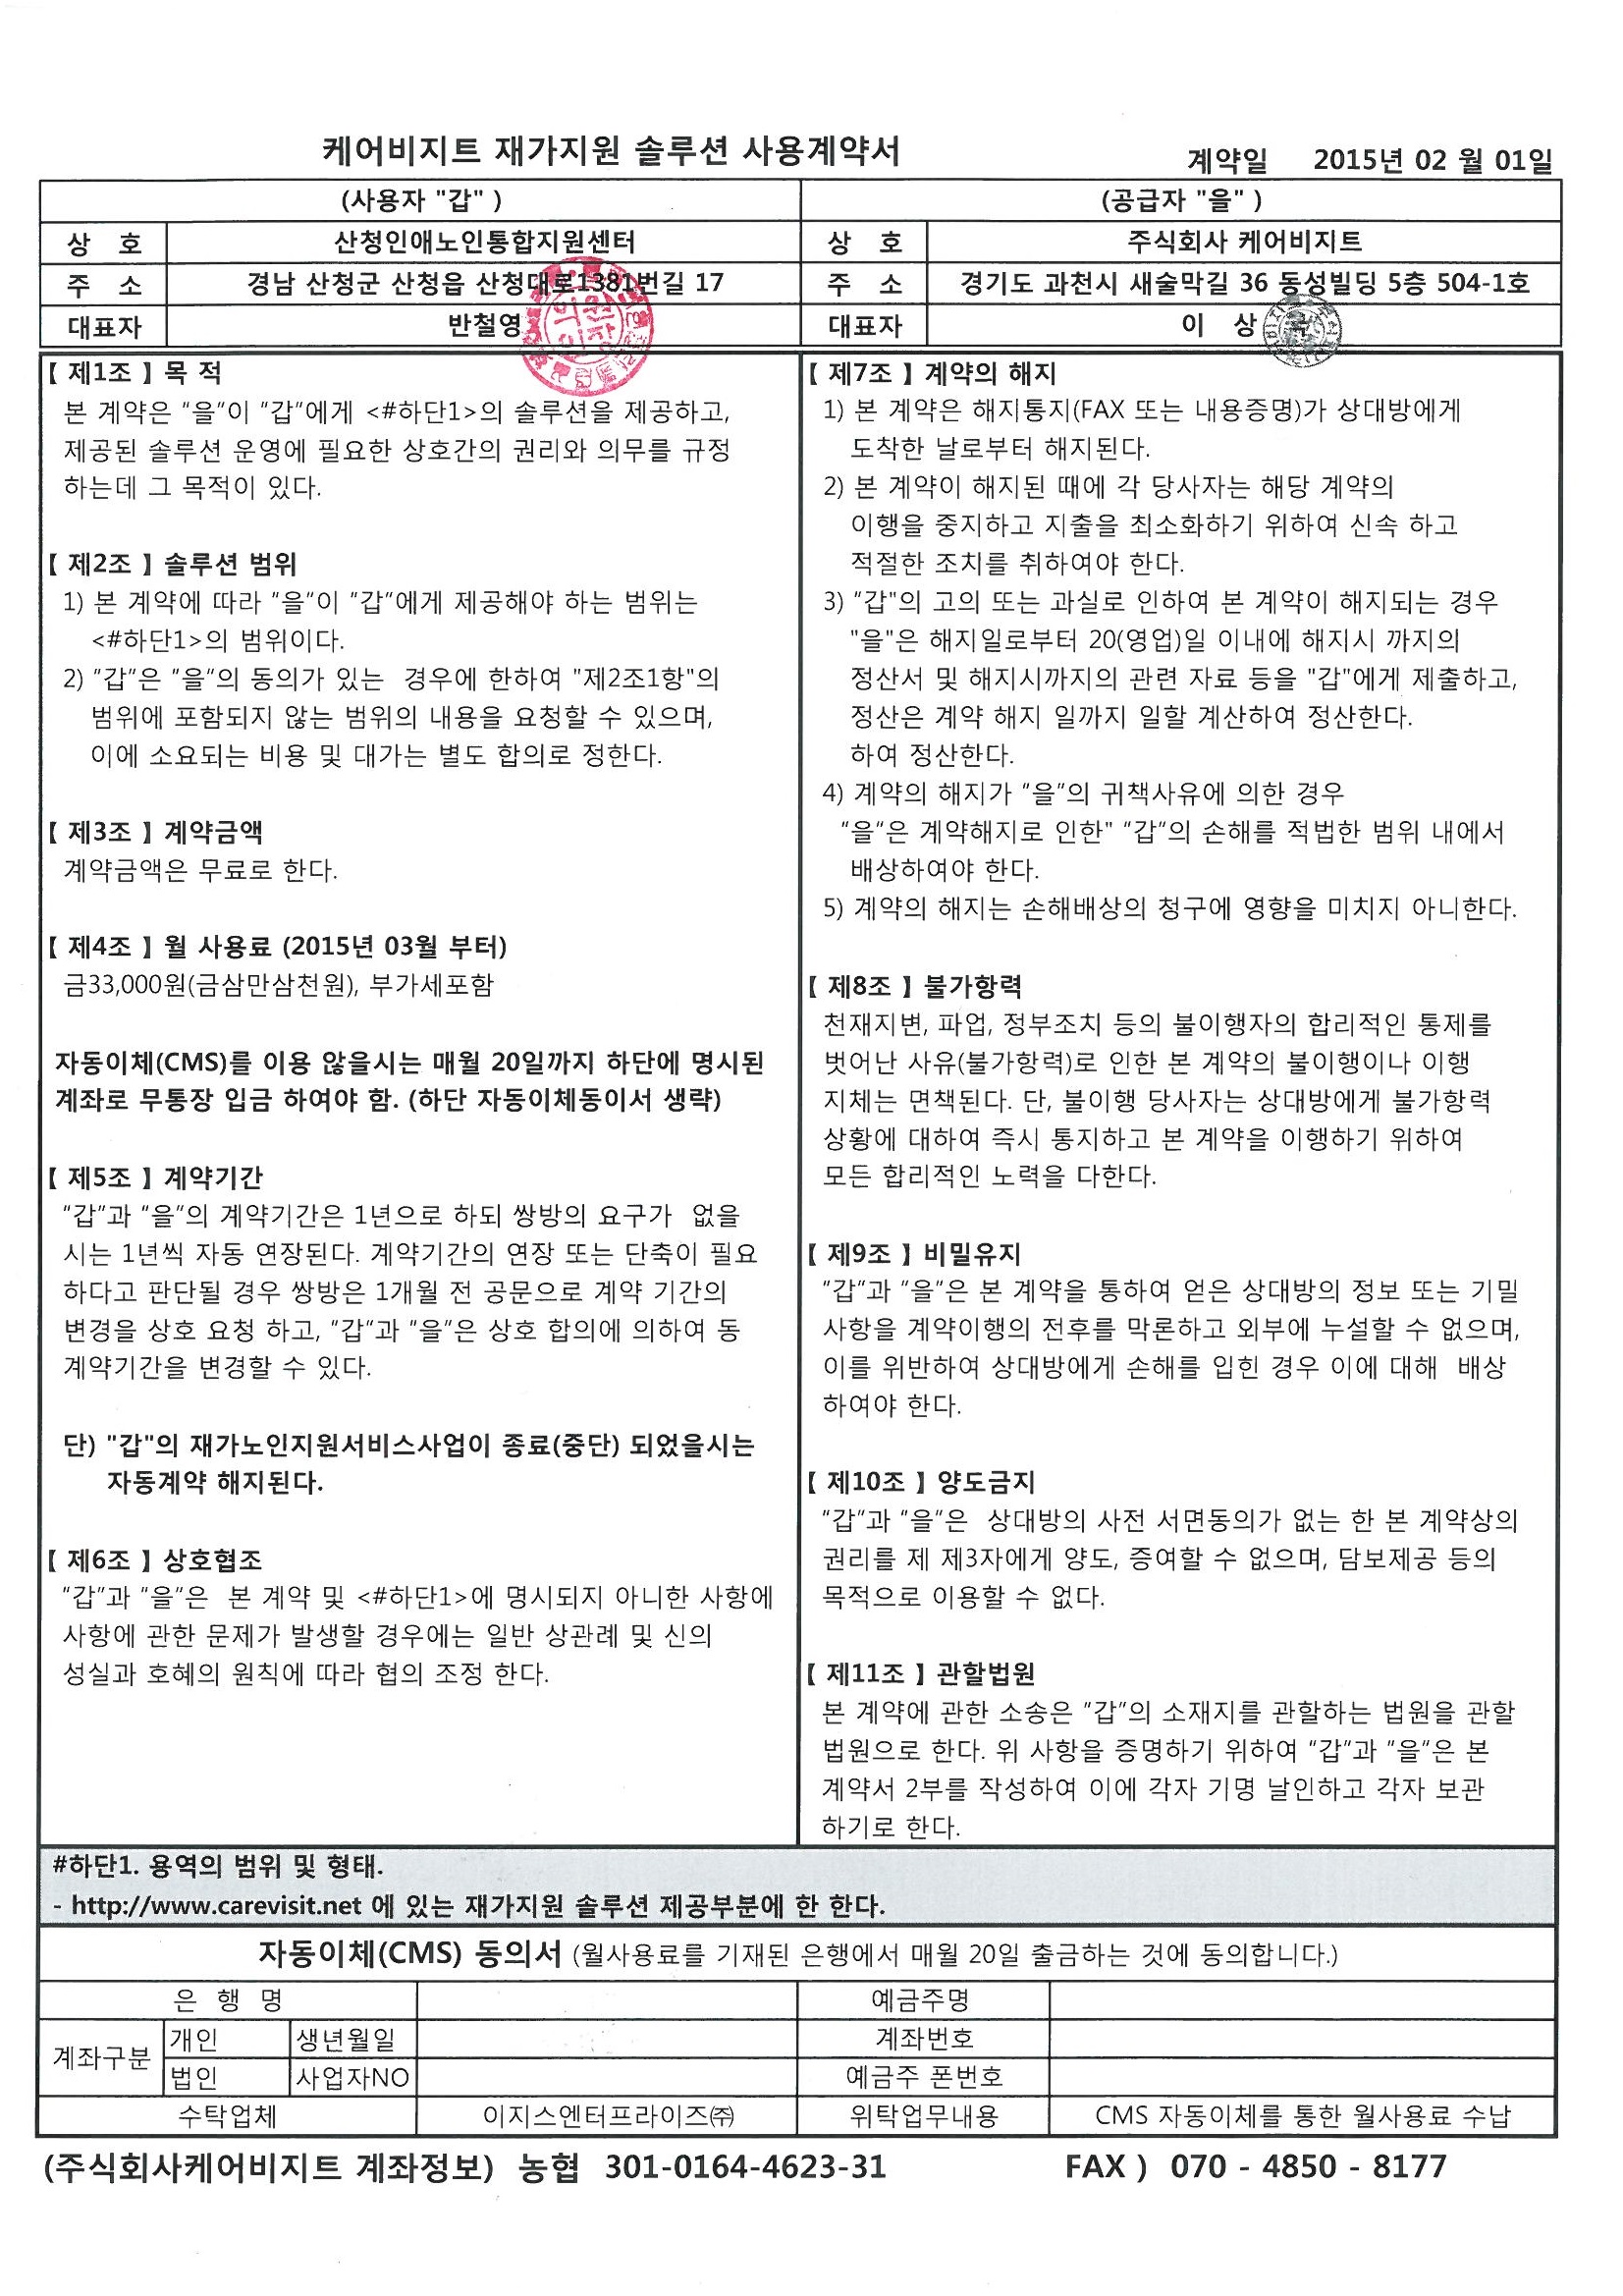 케어비지트 재가지원 솔루션 사용계약서
계약일 2015년 02 월 01일
(사용자 "갑" )
(공급자 "을" )
상 호 산청인애노인통합지원센터 상 호 주식회사 케어비지트
주 소 경남 산청군 산청읍 산청대로1381번길 17 주 소 경기도 과천시 새술막길 36 동성빌딩 5층 504-1호
대표자 반철영 대표자 이 상
【 제1조 】 목 적
본 계약은 "을"이 "갑"에게 <#하단1>의 솔루션을 제공하고,
제공된 솔루션 운영에 필요한 상호간의 권리와 의무를 규정
하는데 그 목적이 있다.
【 제2조 】 솔루션 범위
1) 본 계약에 따라 "을"이 "갑"에게 제공해야 하는 범위는
<#하단1>의 범위이다.
2) "갑"은 "을"의 동의가 있는 경우에 한하여 "제2조1항"의
범위에 포함되지 않는 범위의 내용을 요청할 수 있으며,
이에 소요되는 비용 및 대가는 별도 합의로 정한다.
【 제3조 】 계약금액
계약금액은 무료로 한다.
【 제4조 】 월 사용료 (2015년 03월 부터)
금33,000원(금삼만삼천원), 부가세포함
자동이체(CMS)를 이용 않을시는 매월 20일까지 하단에 명시된
계좌로 무통장 입금 하여야 함. (하단 자동이체동이서 생략)
【 제5조 】 계약기간
"갑"과 "을"의 계약기간은 1년으로 하되 쌍방의 요구가 없을
시는 1년씩 자동 연장된다. 계약기간의 연장 또는 단축이 필요
하다고 판단될 경우 쌍방은 1개월 전 공문으로 계약 기간의
변경을 상호 요청 하고, "갑"과 "을"은 상호 합의에 의하여 동
계약기간을 변경할 수 있다.
단) "갑"의 재가노인지원서비스사업이 종료(중단) 되었을시는
자동계약 해지된다.
【 제6조 】 상호협조
"갑"과 "을"은 본 계약 및 <#하단1>에 명시되지 아니한 사항에
사항에 관한 문제가 발생할 경우에는 일반 상관례 및 신의
성실과 호혜의 원칙에 따라 협의 조정 한다.
【 제7조 】 계약의 해지
1) 본 계약은 해지통지(FAX 또는 내용증명)가 상대방에게
도착한 날로부터 해지된다.
2) 본 계약이 해지된 때에 각 당사자는 해당 계약의
이행을 중지하고 지출을 최소화하기 위하여 신속 하고
적절한 조치를 취하여야 한다.
3) "갑"의 고의 또는 과실로 인하여 본 계약이 해지되는 경우
"을"은 해지일로부터 20(영업)일 이내에 해지시 까지의
정산서 및 해지시까지의 관련 자료 등을 "갑"에게 제출하고,
정산은 계약 해지 일까지 일할 계산하여 정산한다.
하여 정산한다.
4) 계약의 해지가 "을"의 귀책사유에 의한 경우
"을"은 계약해지로 인한" "갑"의 손해를 적법한 범위 내에서
배상하여야 한다.
5) 계약의 해지는 손해배상의 청구에 영향을 미치지 아니한다.
【 제8조 】 불가항력
천재지변, 파업, 정부조치 등의 불이행자의 합리적인 통제를
벗어난 사유(불가항력)로 인한 본 계약의 불이행이나 이행
지체는 면책된다. 단, 불이행 당사자는 상대방에게 불가항력
상황에 대하여 즉시 통지하고 본 계약을 이행하기 위하여
모든 합리적인 노력을 다한다.
【 제9조 】 비밀유지
"갑"과 "을"은 본 계약을 통하여 얻은 상대방의 정보 또는 기밀
사항을 계약이행의 전후를 막론하고 외부에 누설할 수 없으며,
이를 위반하여 상대방에게 손해를 입힌 경우 이에 대해 배상
하여야 한다.
【 제10조 】 양도금지
"갑"과 "을"은 상대방의 사전 서면동의가 없는 한 본 계약상의
권리를 제 제3자에게 양도, 증여할 수 없으며, 담보제공 등의
목적으로 이용할 수 없다.
【 제11조 】 관할법원
본 계약에 관한 소송은 "갑"의 소재지를 관할하는 법원을 관할
법원으로 한다. 위 사항을 증명하기 위하여 "갑"과 "을"은 본
계약서 2부를 작성하여 이에 각자 기명 날인하고 각자 보관
하기로 한다.
#하단1. 용역의 범위 및 형태.
- http://www.carevisit.net 에 있는 재가지원 솔루션 제공부분에 한 한다.
자동이체(CMS) 동의서 (월사용료를 기재된 은행에서 매월 20일 출금하는 것에 동의합니다.)
은 행 명 예금주명
계좌구분 개인 생년월일 계좌번호
법인 사업자NO 예금주 폰번호
수탁업체 이지스엔터프라이즈㈜ 위탁업무내용 CMS 자동이체를 통한 월사용료 수납
(주식회사케어비지트 계좌정보) 농협 301-0164-4623-31 FAX ) 070 - 4850 - 8177